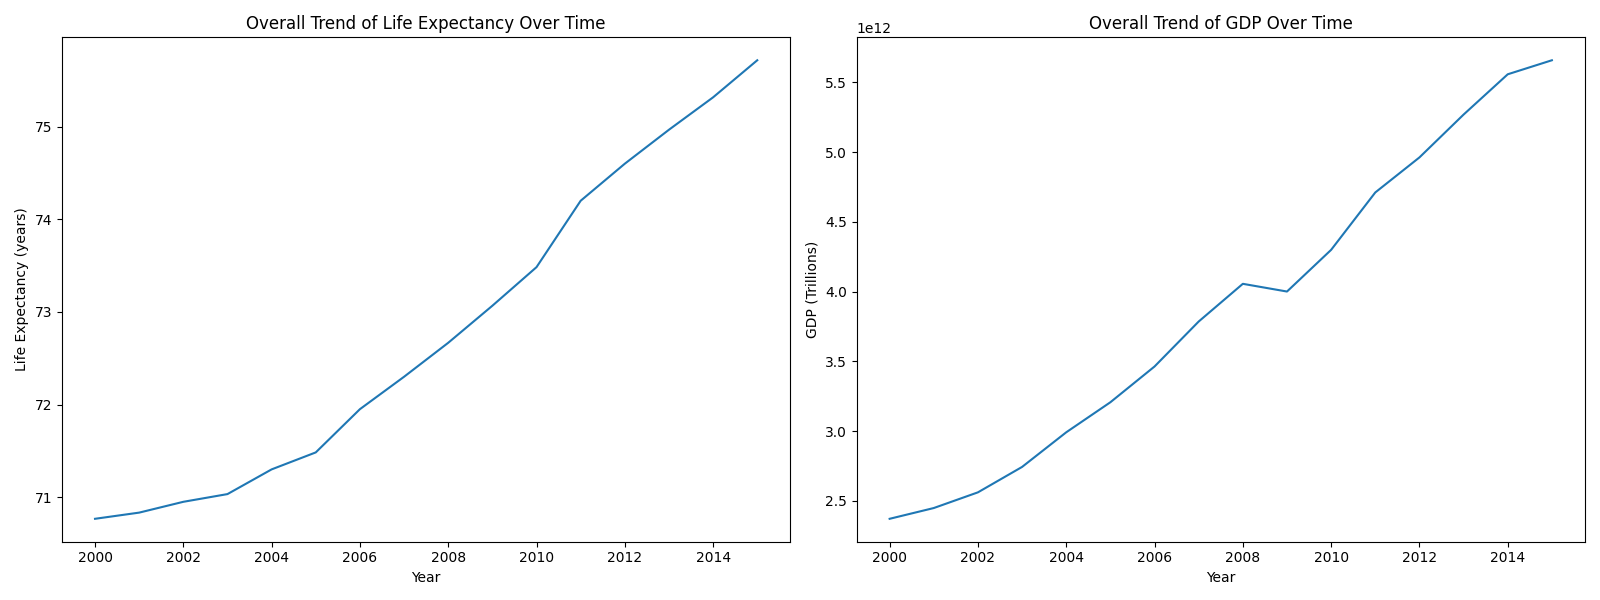 Overall Trend of Life Expectancy Over Time
Life Expectancy (years)
75
74
73
72
71
2000 2002 2004 2006 2008 2010 2012 2014
Year
Overall Trend of GDP Over Time
1e12
GDP (Trillions)
5.5
5.0
4.5
4.0
3.5
3.0
2.5
2000 2002 2004 2006 2008 2010 2012 2014
Year